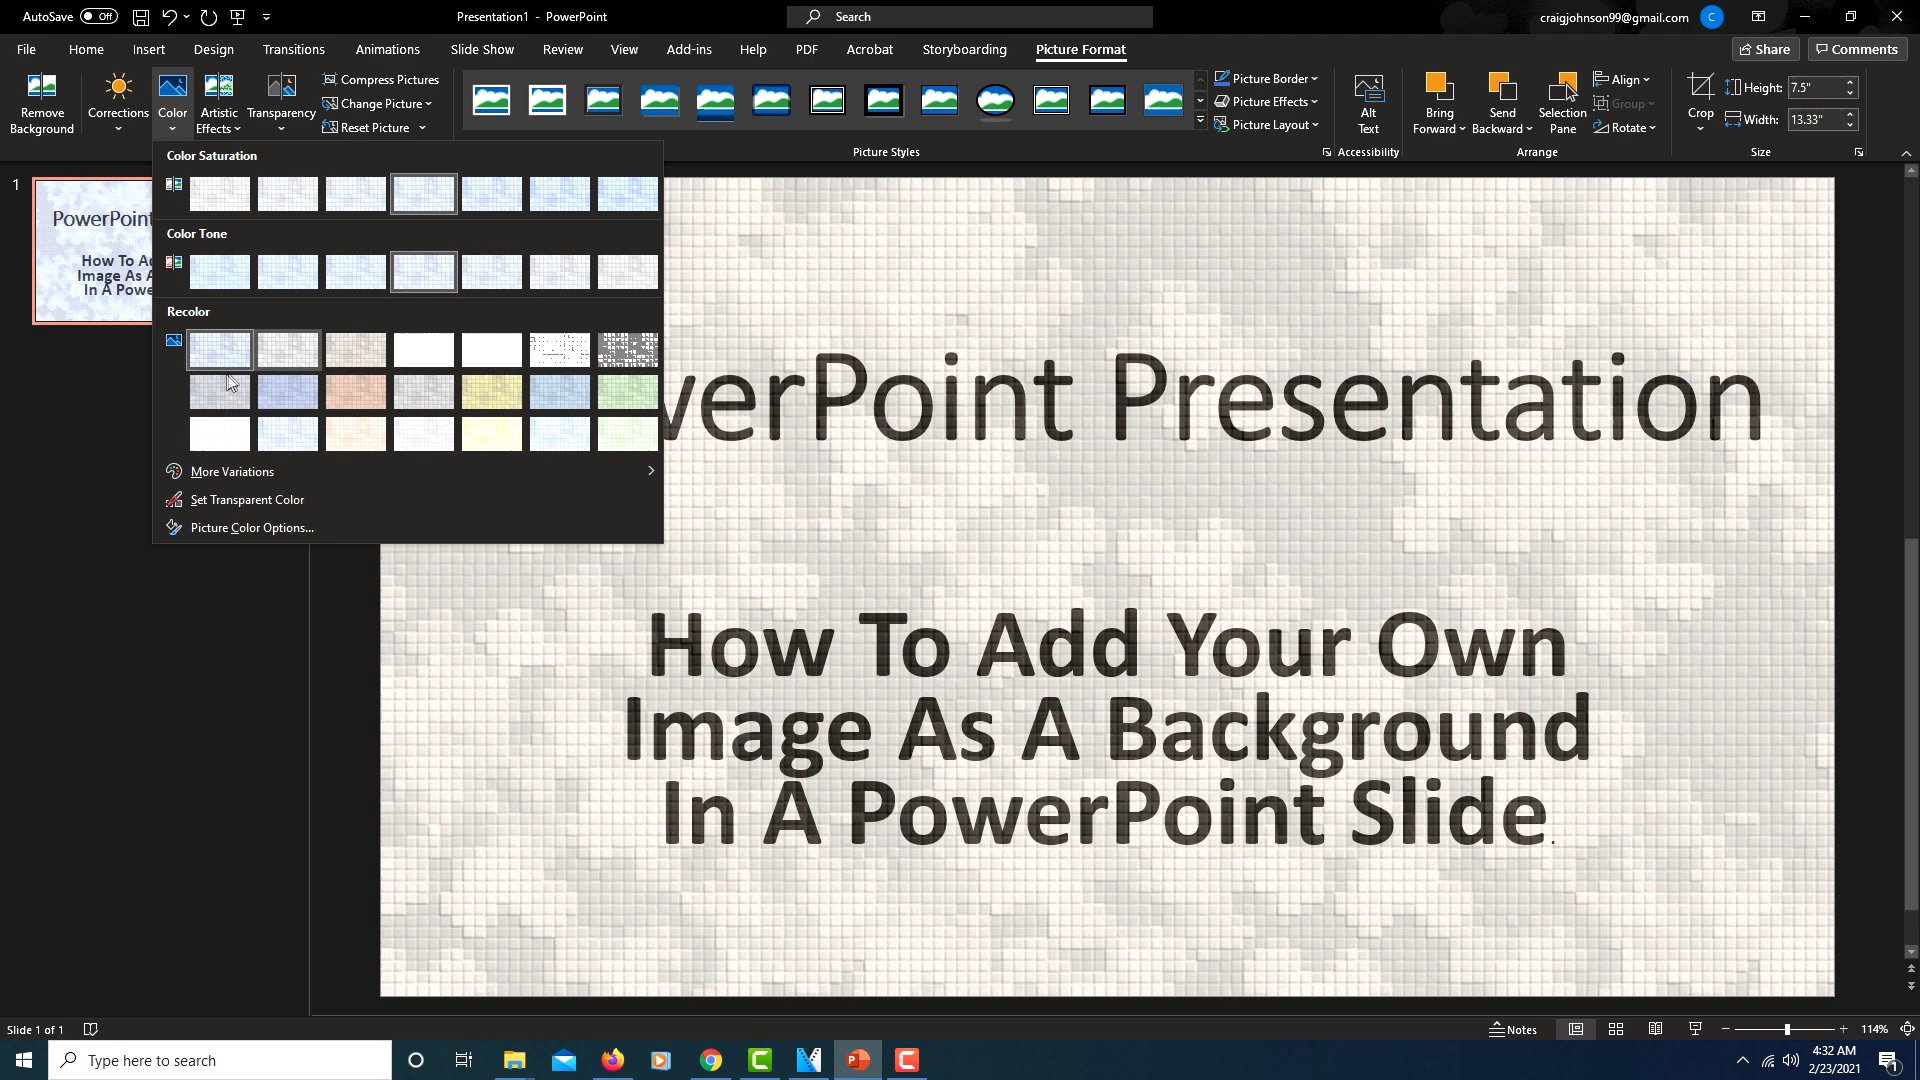 AutoSave Off
Presentation1 - PowerPoint
Search
craigjohnson99@gmail.com
C
File Home Insert Design Transitions Animations Slide Show Review View Add-ins Help PDF Acrobat Storyboarding Picture Format
Share
Comments
Remove Background
Corrections
Color
Artistic Effects
Transparency
Compress Pictures
Change Picture
Reset Picture
Picture Styles
Picture Border
Picture Effects
Picture Layout
Alt Text
Accessibility
Bring Forward
Send Backward
Selection Pane
Align
Group
Rotate
Arrange
Crop
Height: 7.5"
Width: 13.33"
Size
Color Saturation
Color Tone
Recolor
More Variations
Set Transparent Color
Picture Color Options...
1
PowerPoint
How To A
Image As A
In A Powe
werPoint Presentation
How To Add Your Own
Image As A Background
In A PowerPoint Slide.
Slide 1 of 1
Notes
114%
Type here to search
4:32 AM
2/23/2021
1